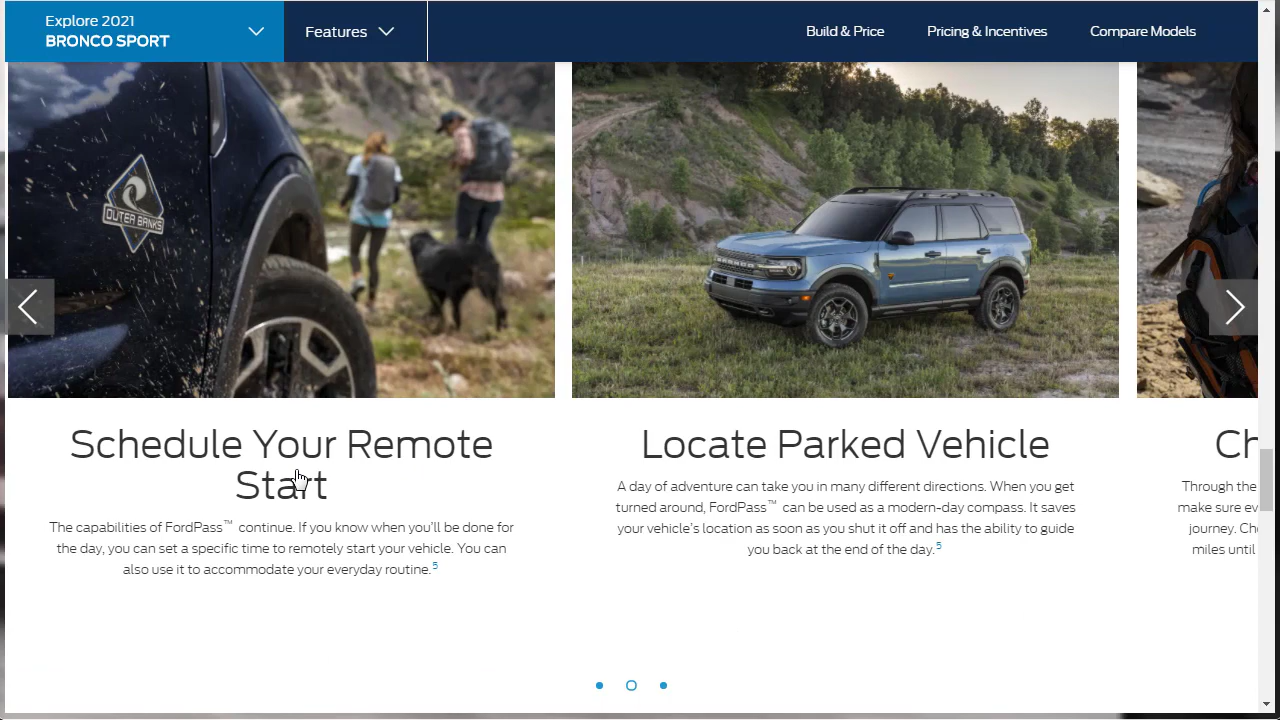 Explore 2021
BRONCO SPORT
Features
Build & Price
Pricing & Incentives
Compare Models
OUTER BANKS
BRONCO
Schedule Your Remote
Start
The capabilities of FordPass™ continue. If you know when you'll be done for
the day, you can set a specific time to remotely start your vehicle. You can
also use it to accommodate your everyday routine.5
Locate Parked Vehicle
A day of adventure can take you in many different directions. When you get
turned around, FordPass™ can be used as a modern-day compass. It saves
your vehicle's location as soon as you shut it off and has the ability to guide
you back at the end of the day.5
Ch
Through the
make sure ev
journey. Che
miles until